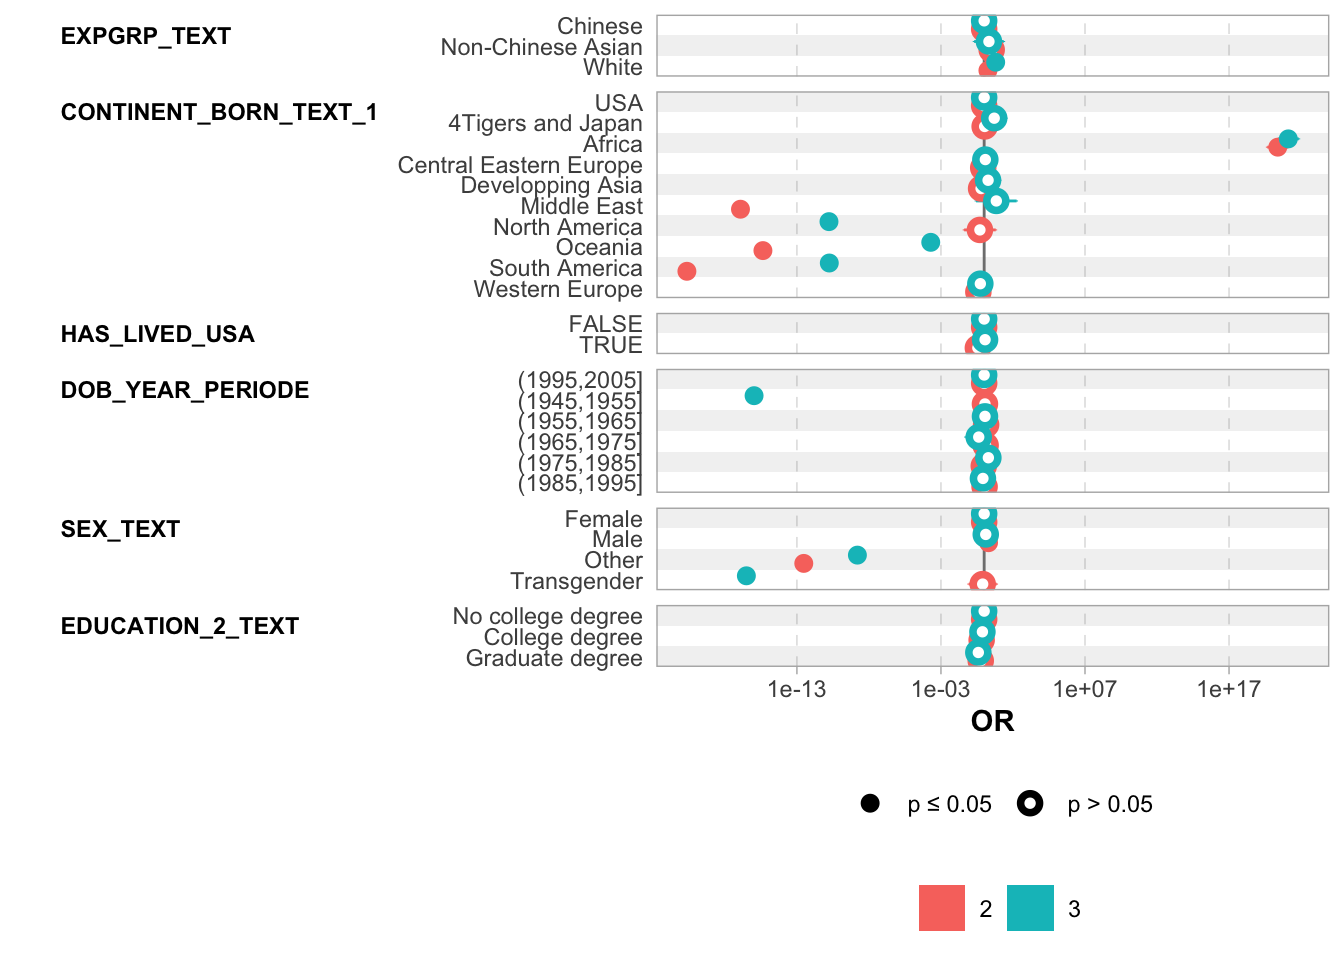 EXPGRP_TEXT
Chinese
Non-Chinese Asian
White
CONTINENT_BORN_TEXT_1
USA
4Tigers and Japan
Africa
Central Eastern Europe
Developping Asia
Middle East
North America
Oceania
South America
Western Europe
HAS_LIVED_USA
FALSE
TRUE
DOB_YEAR_PERIODE
(1995,2005]
(1945,1955]
(1955,1965]
(1965,1975]
(1975,1985]
(1985,1995]
SEX_TEXT
Female
Male
Other
Transgender
EDUCATION_2_TEXT
No college degree
College degree
Graduate degree
1e-13 1e-03 1e+07 1e+17
OR
p ≤ 0.05 p > 0.05
2 3